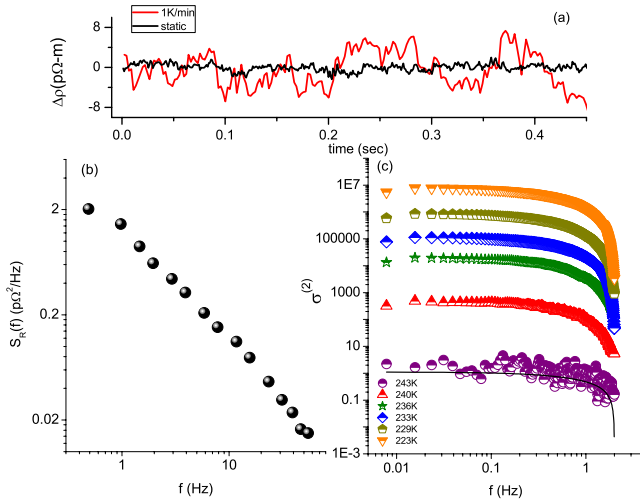 1K/min
static
(a)
Δρ(pΩ-m)
8
0
-8
0.0
0.1
0.2
0.3
0.4
time (sec)
(b)
S_R(f) (pΩ²/Hz)
2
0.2
0.02
1
10
f (Hz)
(c)
σ⁽²⁾
1E7
100000
1000
10
0.1
1E-3
243K
240K
236K
233K
229K
223K
0.01
0.1
1
f (Hz)